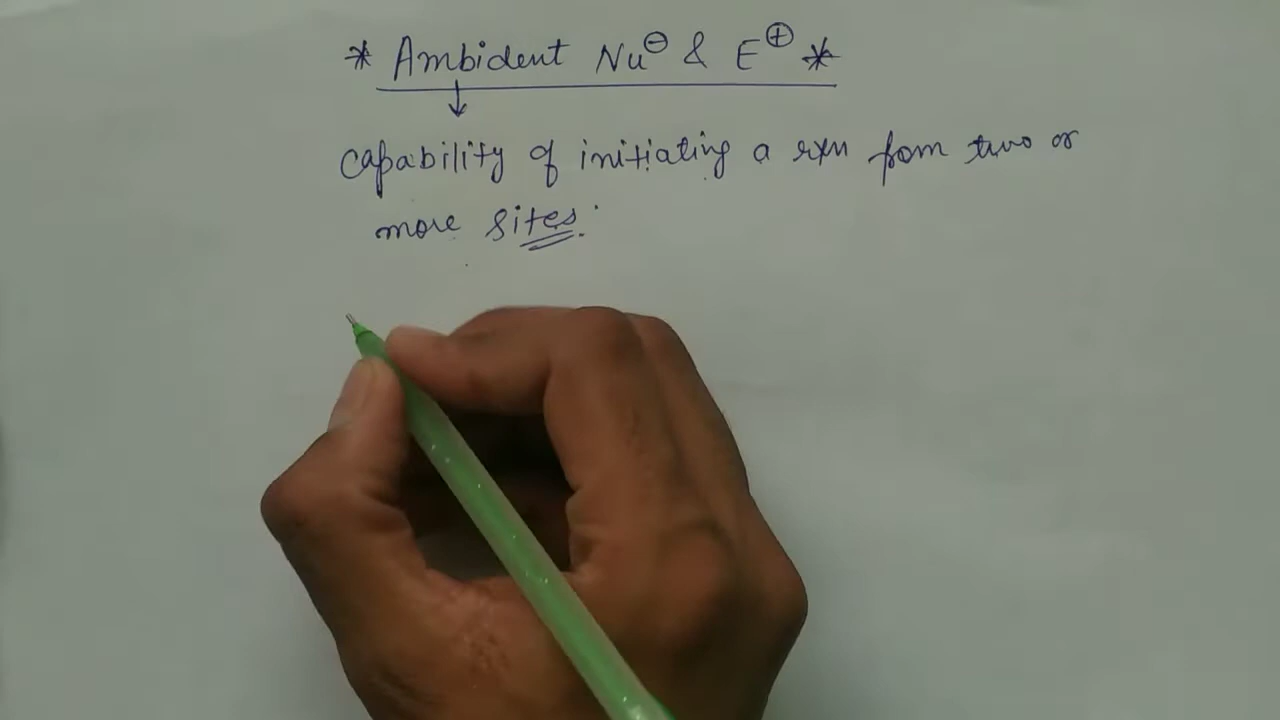 * Ambident Nu⊖ & E⊕ *
↓
Capability of initiating a rxn from two or
more sites.